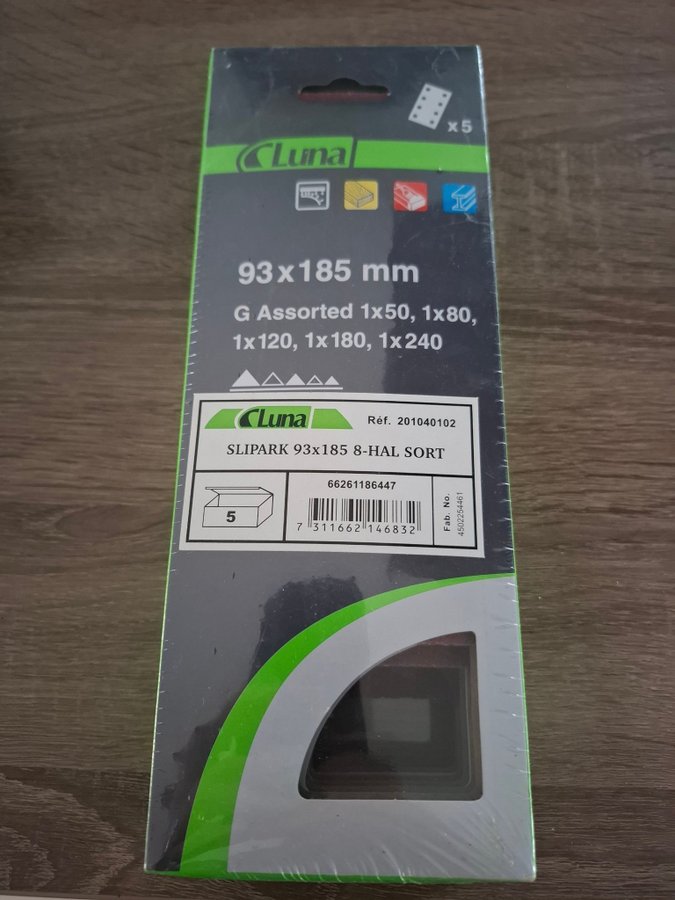 x5
Luna
93x185 mm
G Assorted 1x50, 1x80,
1x120, 1x180, 1x240
Luna Réf. 201040102
SLIPARK 93x185 8-HAL SORT
5
66261186447
7 311662 146832
Fab. No.
4502254461